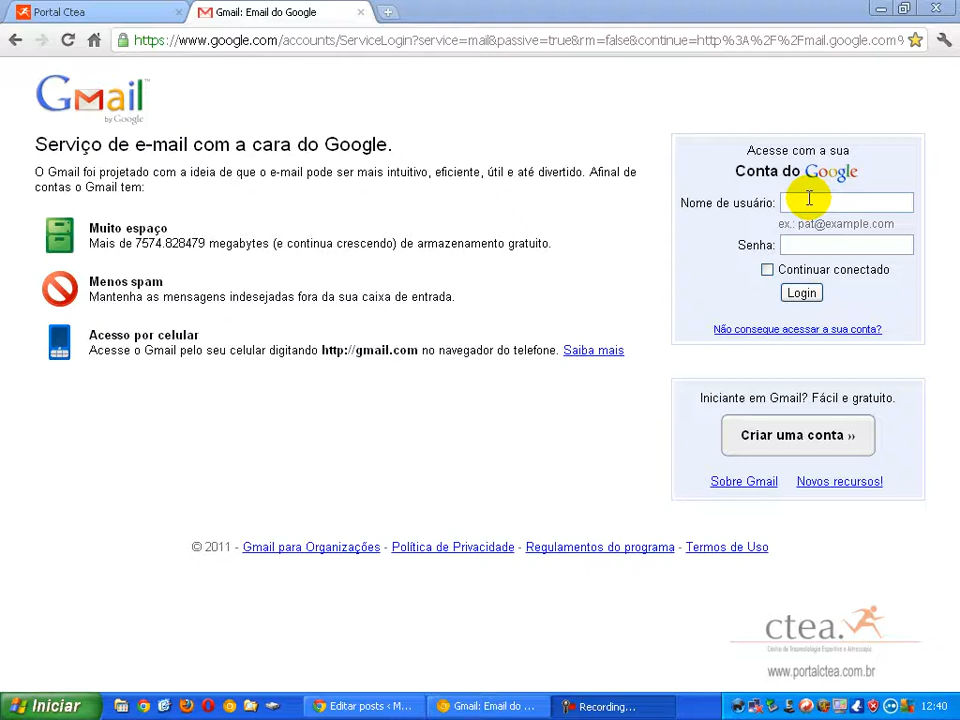 Portal Ctea
Gmail: Email do Google
https://www.google.com/accounts/ServiceLogin?service=mail&passive=true&rm=false&continue=http%3A%2F%2Fmail.google.com%
Gmail
by Google
Serviço de e-mail com a cara do Google.
O Gmail foi projetado com a ideia de que o e-mail pode ser mais intuitivo, eficiente, útil e até divertido. Afinal de
contas o Gmail tem:
Muito espaço
Mais de 7574.828479 megabytes (e continua crescendo) de armazenamento gratuito.
Menos spam
Mantenha as mensagens indesejadas fora da sua caixa de entrada.
Acesso por celular
Acesse o Gmail pelo seu celular digitando http://gmail.com no navegador do telefone. Saiba mais
Acesse com a sua
Conta do Google
Nome de usuário:
ex.: pat@example.com
Senha:
Continuar conectado
Login
Não consegue acessar a sua conta?
Iniciante em Gmail? Fácil e gratuito.
Criar uma conta ››
Sobre Gmail Novos recursos!
© 2011 - Gmail para Organizações - Política de Privacidade - Regulamentos do programa - Termos de Uso
ctea.
Centro de Traumatologia Esportiva e Artroscopia
www.portalctea.com.br
Iniciar
Editar posts ‹ M...
Gmail: Email do ...
Recording...
12:40